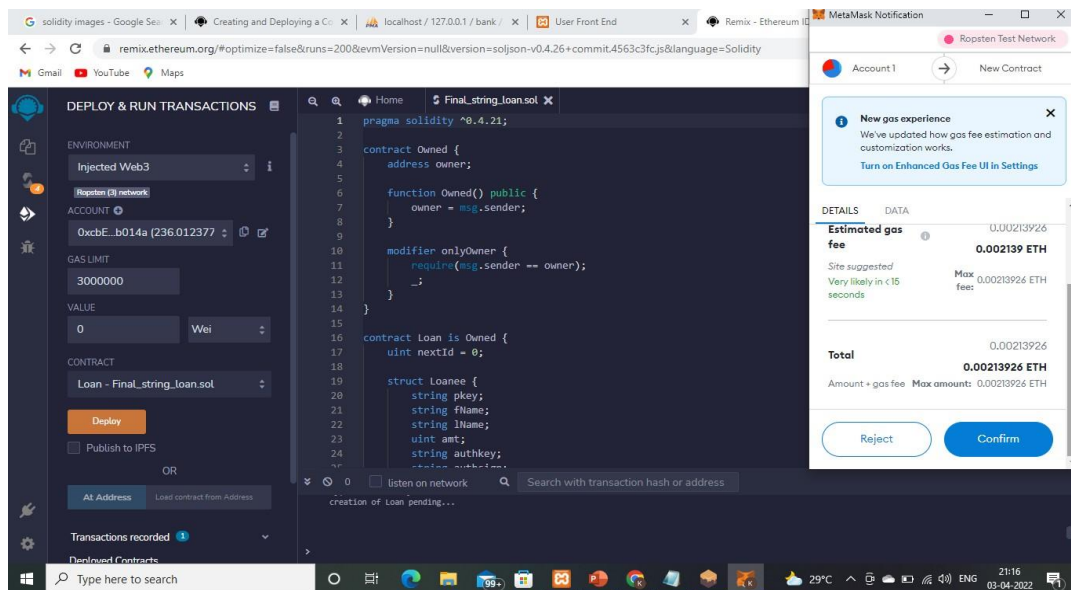 solidity images - Google Sea
Creating and Deploying a Co
localhost / 127.0.0.1 / bank /
User Front End
Remix - Ethereum ID
remix.ethereum.org/#optimize=false&runs=200&evmVersion=null&version=soljson-v0.4.26+commit.4563c3fc.js&language=Solidity
Gmail YouTube Maps
DEPLOY & RUN TRANSACTIONS
ENVIRONMENT
Injected Web3
Ropsten (3) network
ACCOUNT
0xcbE...b014a (236.012377
GAS LIMIT
3000000
VALUE
0 Wei
CONTRACT
Loan - Final_string_loan.sol
Deploy
Publish to IPFS
OR
At Address Load contract from Address
Transactions recorded 1
Deployed Contracts
Home Final_string_loan.sol
1 pragma solidity ^0.4.21;
2
3 contract Owned {
4 address owner;
5
6 function Owned() public {
7 owner = msg.sender;
8 }
9
10 modifier onlyOwner {
11 require(msg.sender == owner);
12 _;
13 }
14 }
15
16 contract Loan is Owned {
17 uint nextId = 0;
18
19 struct Loanee {
20 string pkey;
21 string fName;
22 string lName;
23 uint amt;
24 string authkey;
25 string authsign;
0 listen on network Search with transaction hash or address
creation of Loan pending...
>
MetaMask Notification
Ropsten Test Network
Account 1 New Contract
New gas experience
We've updated how gas fee estimation and
customization works.
Turn on Enhanced Gas Fee UI in Settings
DETAILS DATA
Estimated gas fee
0.00213926
0.002139 ETH
Site suggested
Very likely in < 15 seconds
Max fee: 0.00213926 ETH
0.00213926
Total 0.00213926 ETH
Amount + gas fee Max amount: 0.00213926 ETH
Reject Confirm
Type here to search
99+
29°C ENG
21:16
03-04-2022